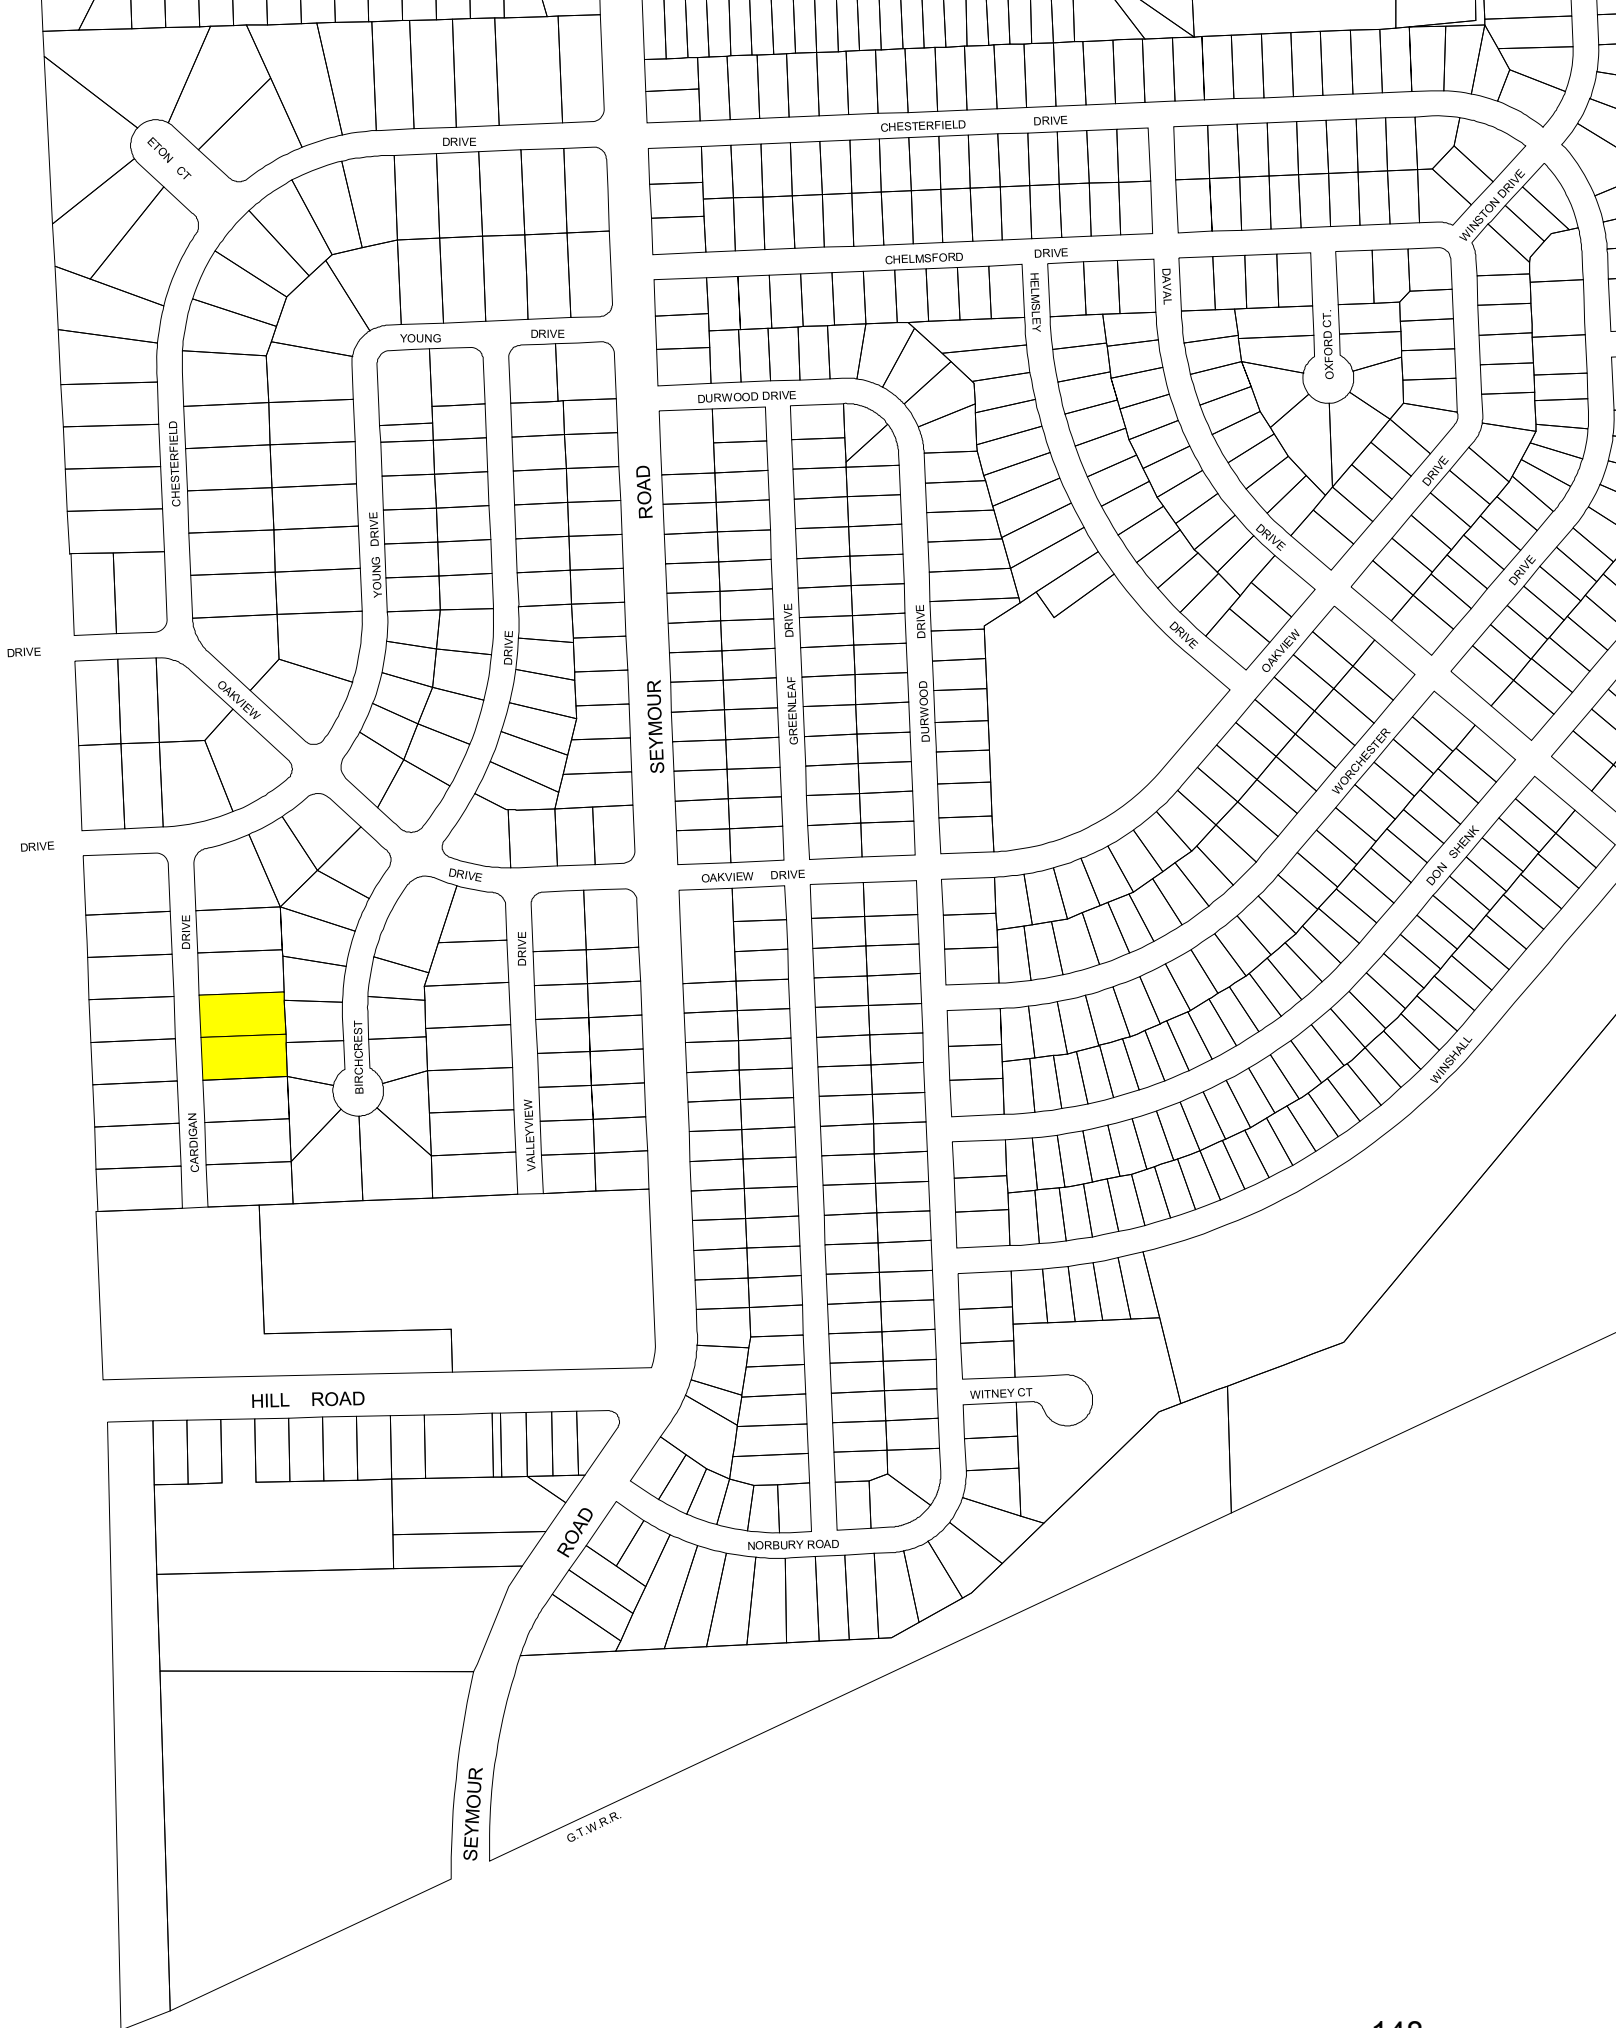 CHESTERFIELD DRIVE
DRIVE
ETON CT
WINSTON DRIVE
CHELMSFORD DRIVE
HELMSLEY
DAVAL
OXFORD CT.
YOUNG DRIVE
DURWOOD DRIVE
CHESTERFIELD
ROAD
DRIVE
YOUNG DRIVE
DRIVE
DRIVE
DRIVE
DRIVE
DRIVE
DRIVE
DRIVE
OAKVIEW
OAKVIEW
SEYMOUR
GREENLEAF
DURWOOD
WORCHESTER
DRIVE
DON SHENK
DRIVE
OAKVIEW DRIVE
DRIVE
DRIVE
BIRCHCREST
WINSHALL
CARDIGAN
VALLEYVIEW
HILL ROAD
WITNEY CT
ROAD
NORBURY ROAD
SEYMOUR
G.T.W.R.R.